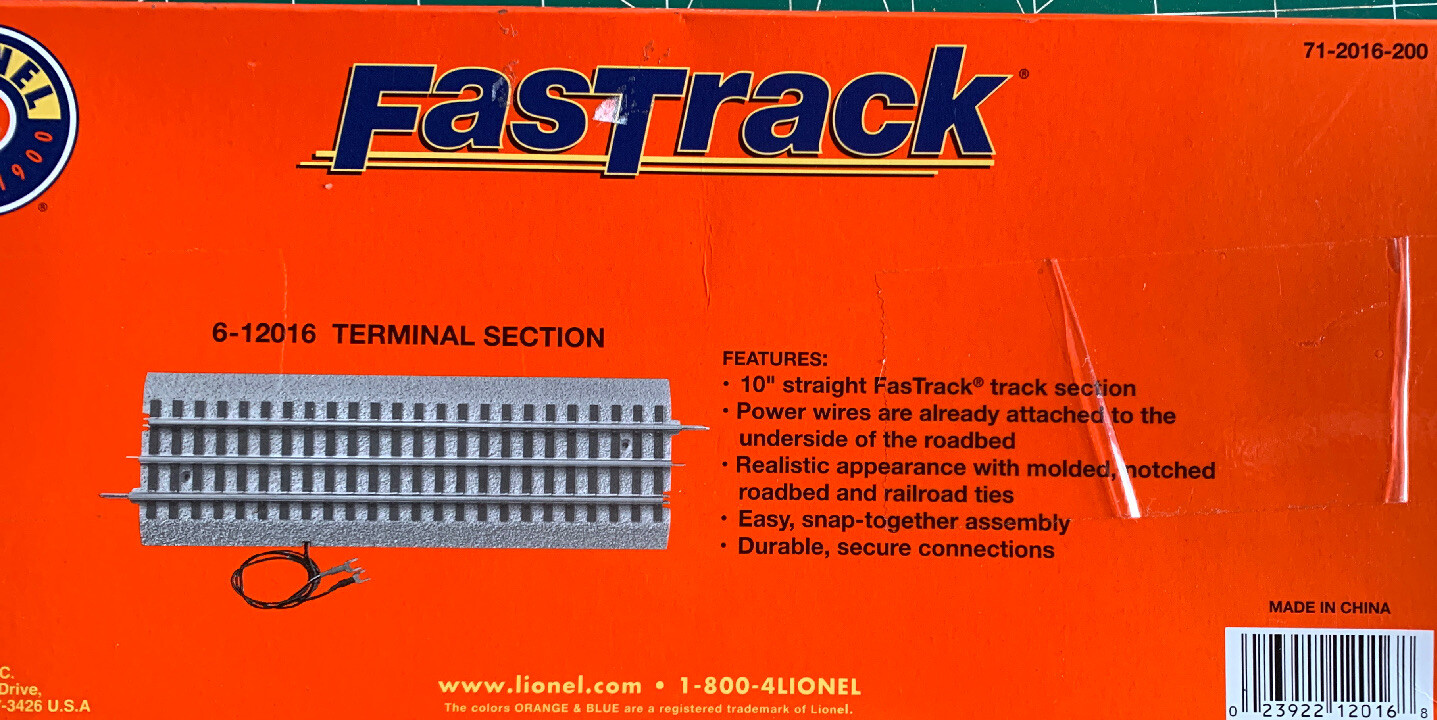 NEL
1900
®
FasTrack®
71-2016-200
6-12016 TERMINAL SECTION
FEATURES:
• 10" straight FasTrack® track section
• Power wires are already attached to the
underside of the roadbed
• Realistic appearance with molded, notched
roadbed and railroad ties
• Easy, snap-together assembly
• Durable, secure connections
MADE IN CHINA
0 23922 12016 8
C.
Drive,
-3426 U.S.A
www.lionel.com • 1-800-4LIONEL
The colors ORANGE & BLUE are a registered trademark of Lionel.